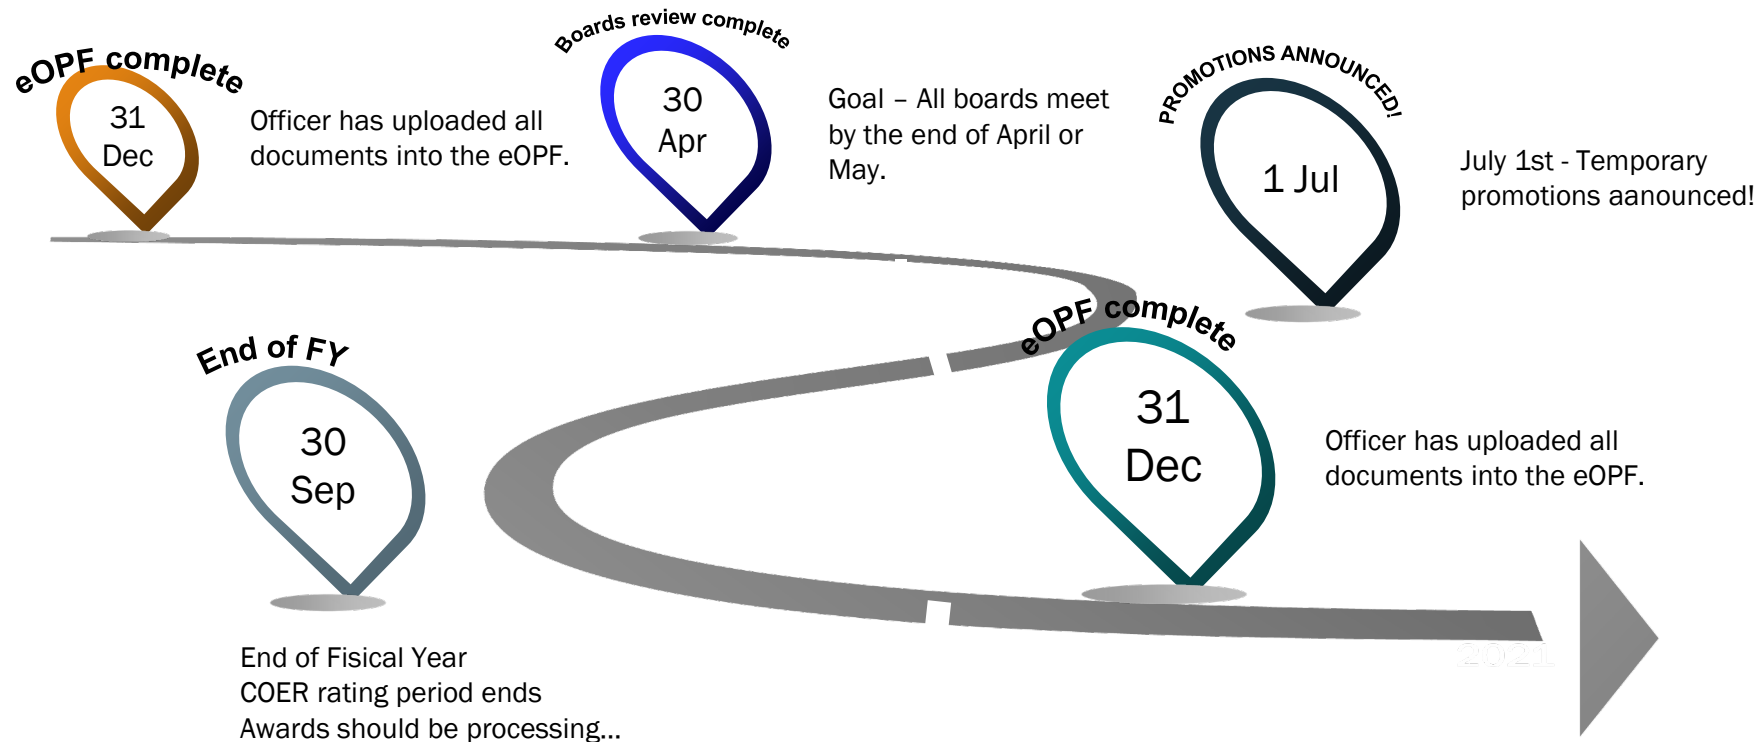 eOPF complete
31
Dec
Officer has uploaded all
documents into the eOPF.
Boards review complete
30
Apr
Goal – All boards meet
by the end of April or
May.
PROMOTIONS ANNOUNCED!
1 Jul
July 1st - Temporary
promotions aanounced!
End of FY
30
Sep
End of Fisical Year
COER rating period ends
Awards should be processing...
eOPF complete
31
Dec
Officer has uploaded all
documents into the eOPF.
2021